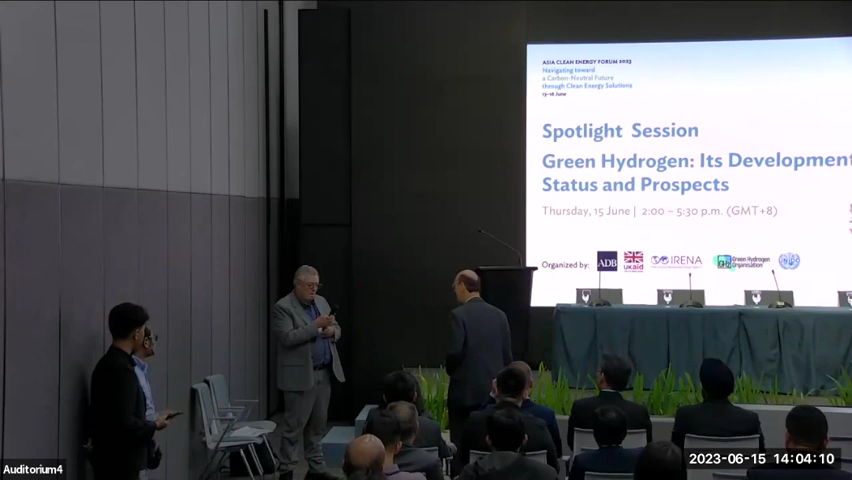 ASIA CLEAN ENERGY FORUM 2023
Navigating toward
a Carbon-Neutral Future
through Clean Energy Solutions
13–16 June
Spotlight Session
Green Hydrogen: Its Development
Status and Prospects
Thursday, 15 June | 2:00 – 5:30 p.m. (GMT+8)
Organized by:
ADB
UKaid
IRENA
Green Hydrogen
Organisation
Auditorium4
2023-06-15 14:04:10